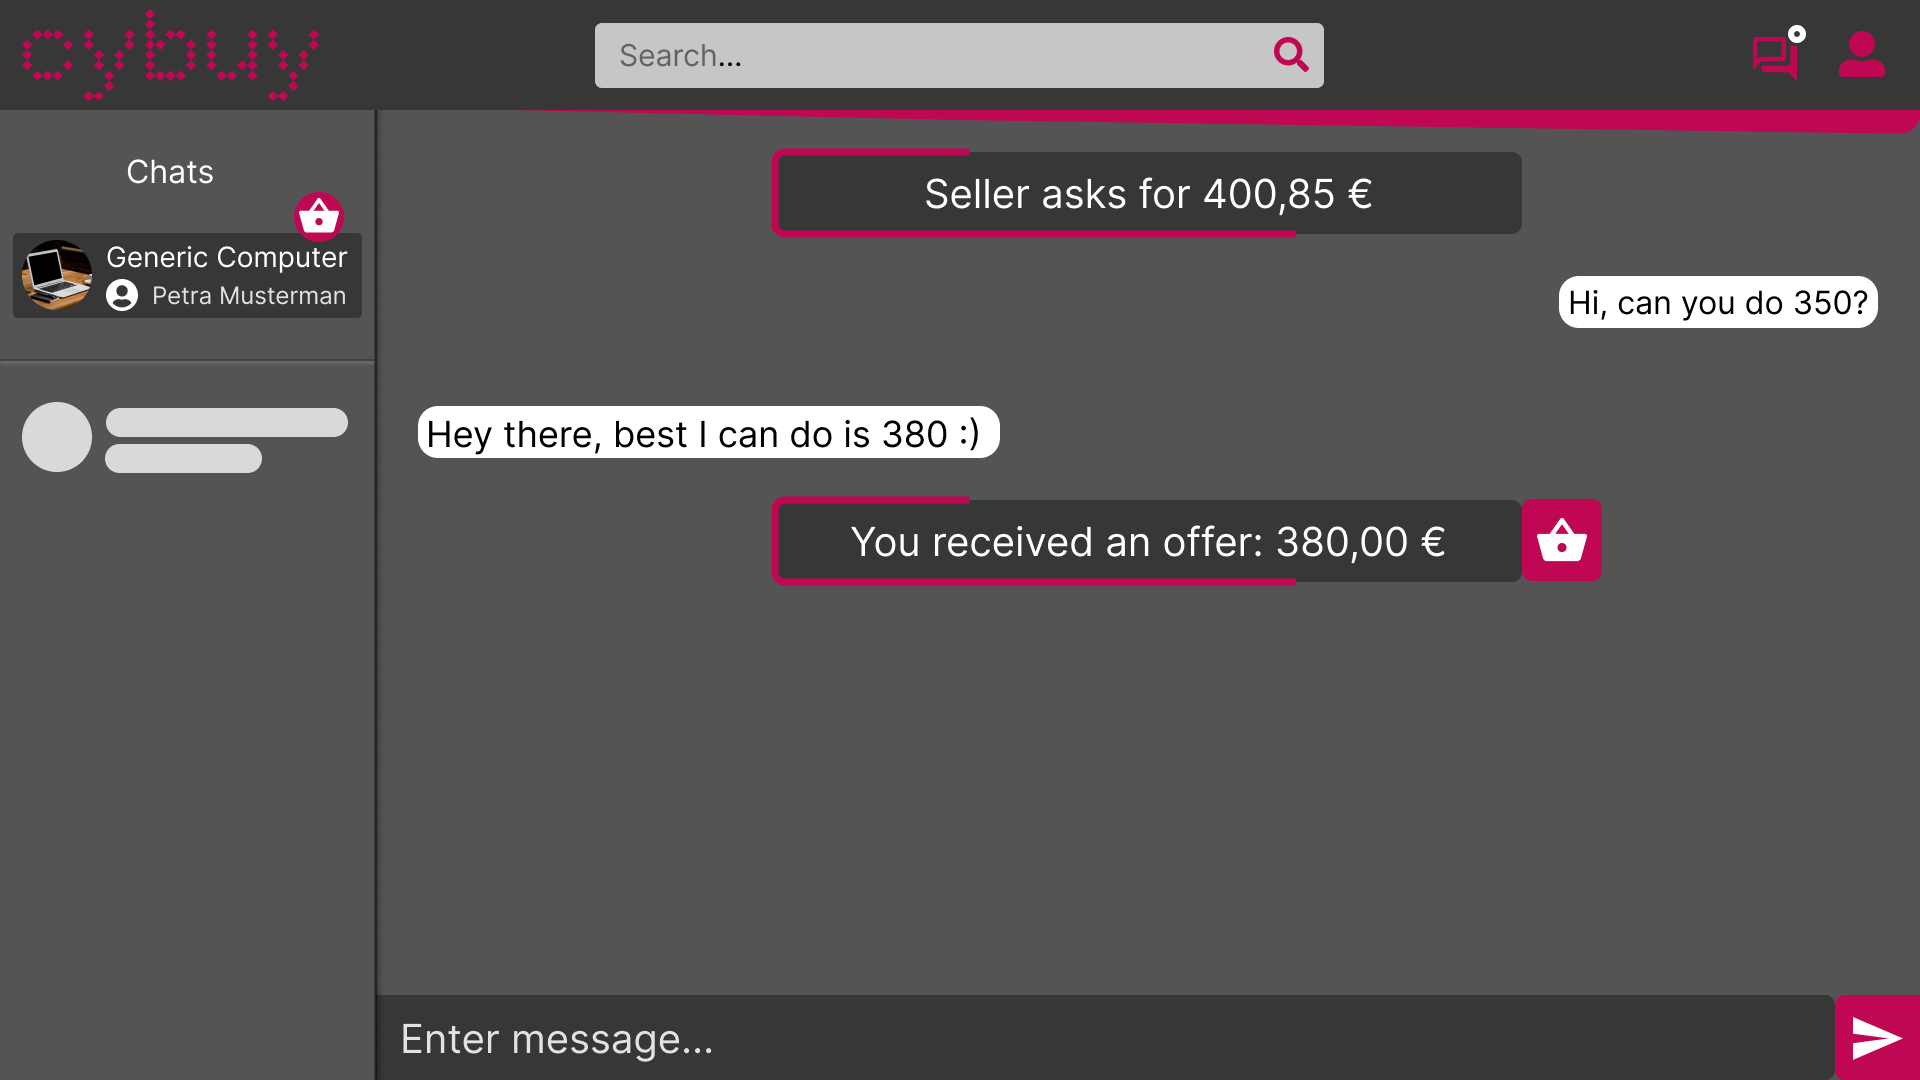 cybuy
Search...
Chats
Generic Computer
Petra Musterman
Seller asks for 400,85 €
Hi, can you do 350?
Hey there, best I can do is 380 :)
You received an offer: 380,00 €
Enter message...